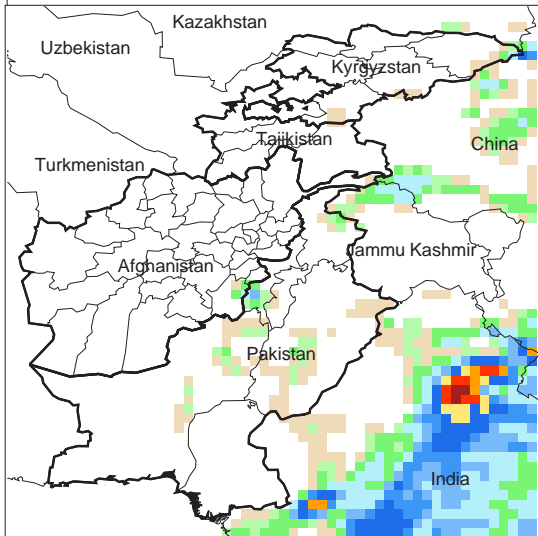 Kazakhstan
Uzbekistan
Kyrgyzstan
Tajikistan
China
Turkmenistan
Jammu Kashmir
Afghanistan
Pakistan
India